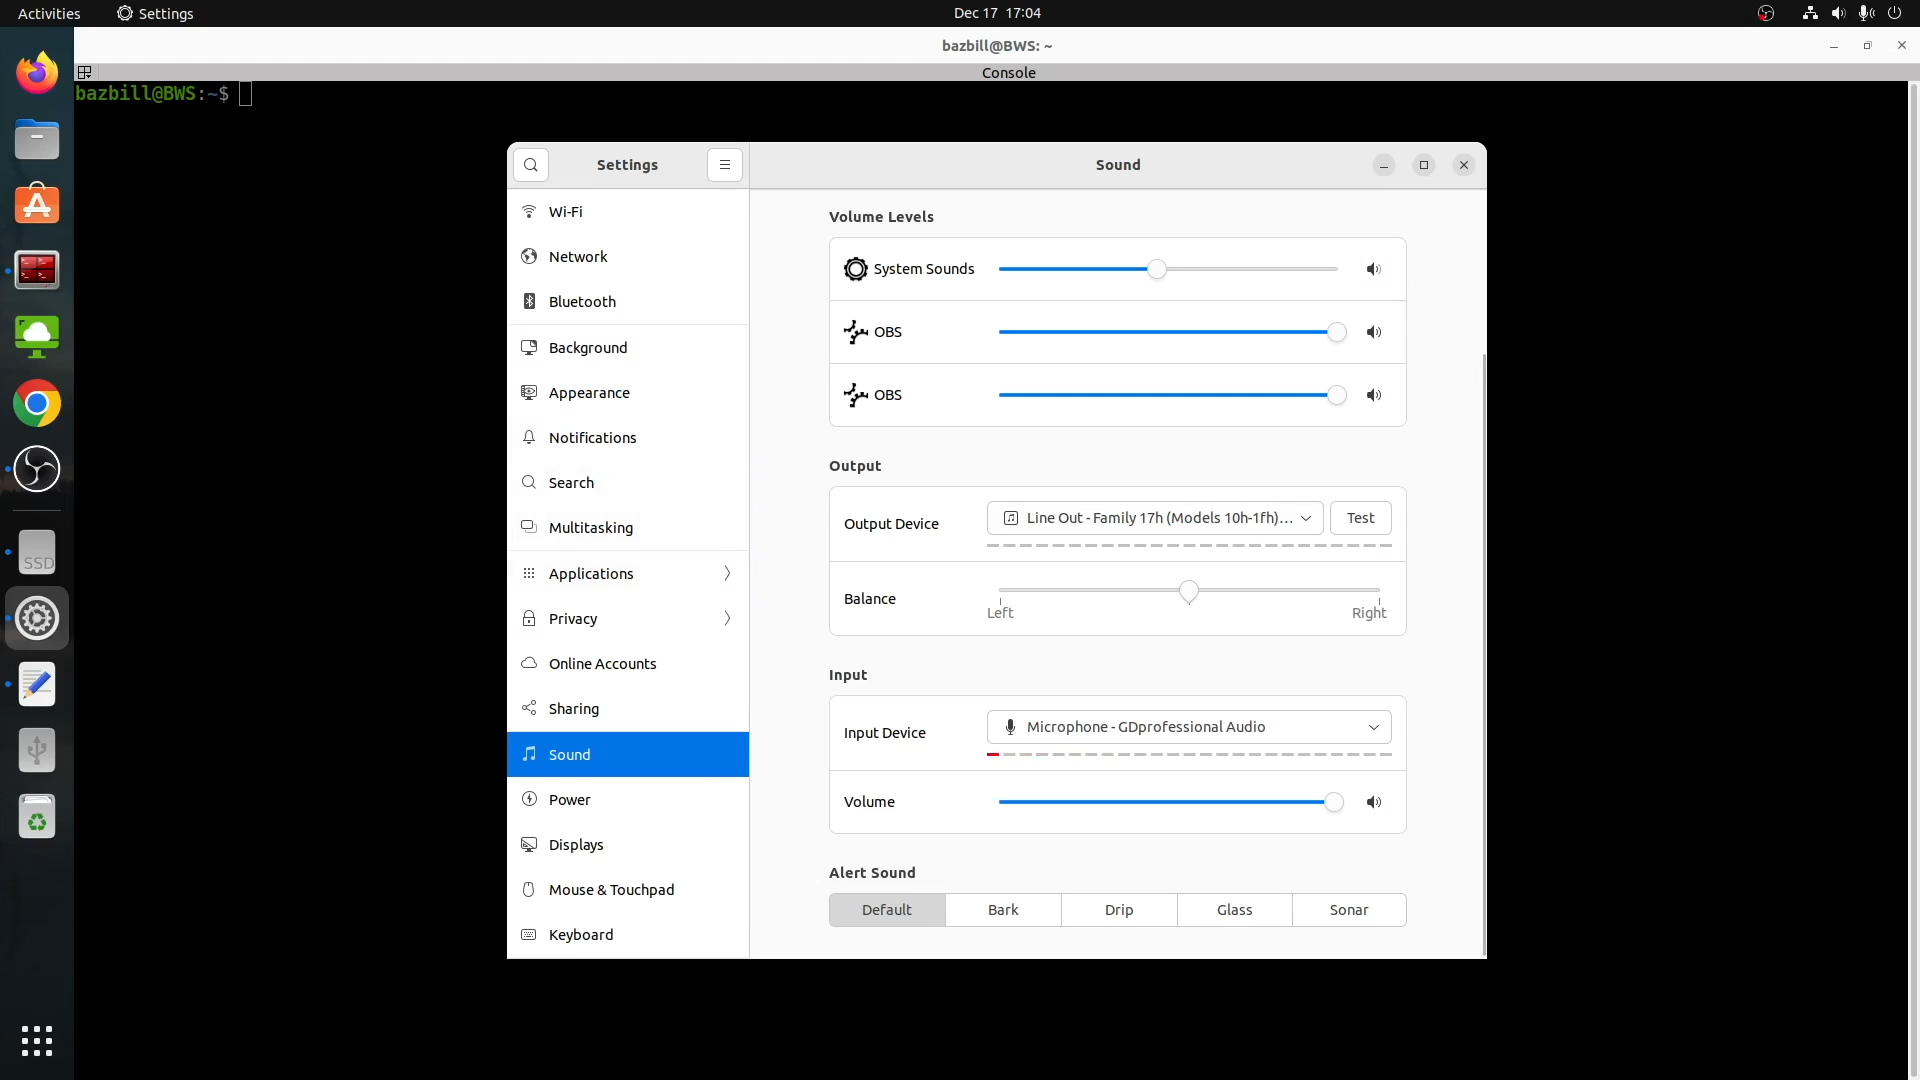 Activities
Settings
Dec 17 17:04
bazbill@BWS: ~
Console
bazbill@BWS:~$
Settings
Sound
Wi-Fi
Network
Bluetooth
Background
Appearance
Notifications
Search
Multitasking
Applications
Privacy
Online Accounts
Sharing
Sound
Power
Displays
Mouse & Touchpad
Keyboard
Volume Levels
System Sounds
OBS
OBS
Output
Output Device
Line Out - Family 17h (Models 10h-1fh)…
Test
Balance
Left
Right
Input
Input Device
Microphone - GDprofessional Audio
Volume
Alert Sound
Default
Bark
Drip
Glass
Sonar
SSD